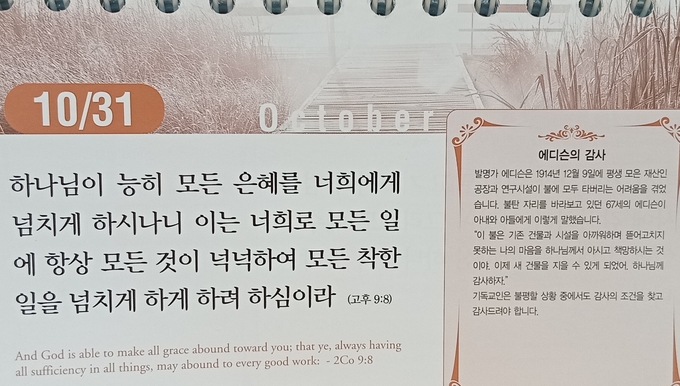 10/31
October
하나님이 능히 모든 은혜를 너희에게
넘치게 하시나니 이는 너희로 모든 일
에 항상 모든 것이 넉넉하여 모든 착한
일을 넘치게 하게 하려 하심이라 (고후 9:8)
And God is able to make all grace abound toward you; that ye, always having
all sufficiency in all things, may abound to every good work: - 2Co 9:8
에디슨의 감사
발명가 에디슨은 1914년 12월 9일에 평생 모은 재산인
공장과 연구시설이 불에 모두 타버리는 어려움을 겪었
습니다. 불탄 자리를 바라보고 있던 67세의 에디슨이
아내와 아들에게 이렇게 말했습니다.
"이 불은 기존 건물과 시설을 아까워하며 뜯어고치지
못하는 나의 마음을 하나님께서 아시고 책망하시는 것
이야. 이제 새 건물을 지을 수 있게 되었어. 하나님께
감사하자."
기독교인은 불평할 상황 중에서도 감사의 조건을 찾고
감사드려야 합니다.